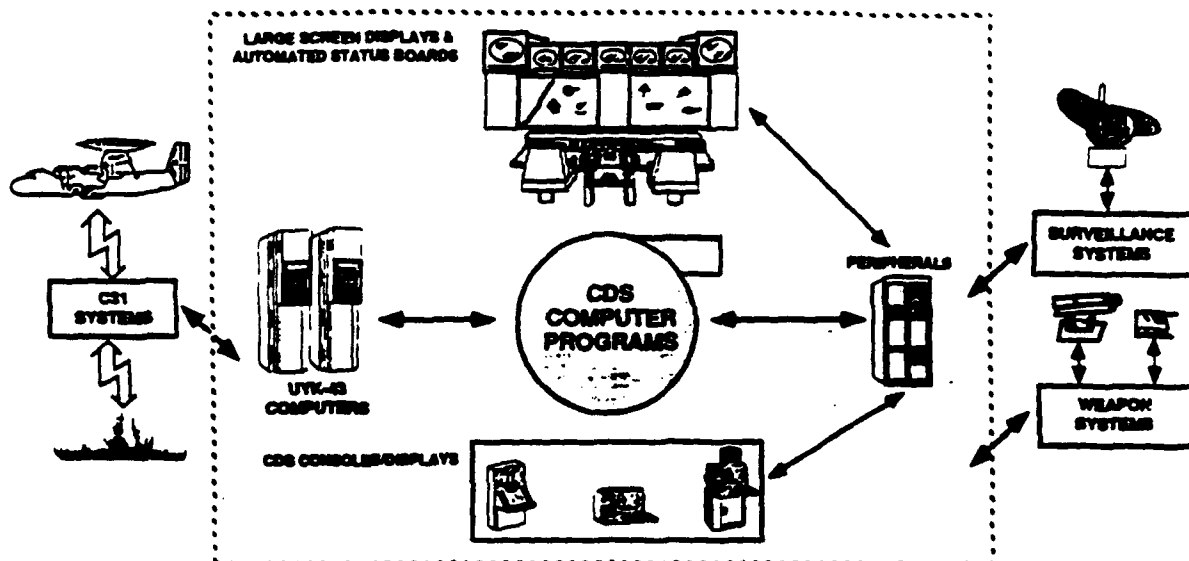 LARGE SCREEN DISPLAYS &
AUTOMATED STATUS BOARDS
PERIPHERALS
SURVEILLANCE
SYSTEMS
C3I
SYSTEMS
CDS
COMPUTER
PROGRAMS
UYK-43
COMPUTERS
WEAPON
SYSTEMS
CDS CONSOLES/DISPLAYS